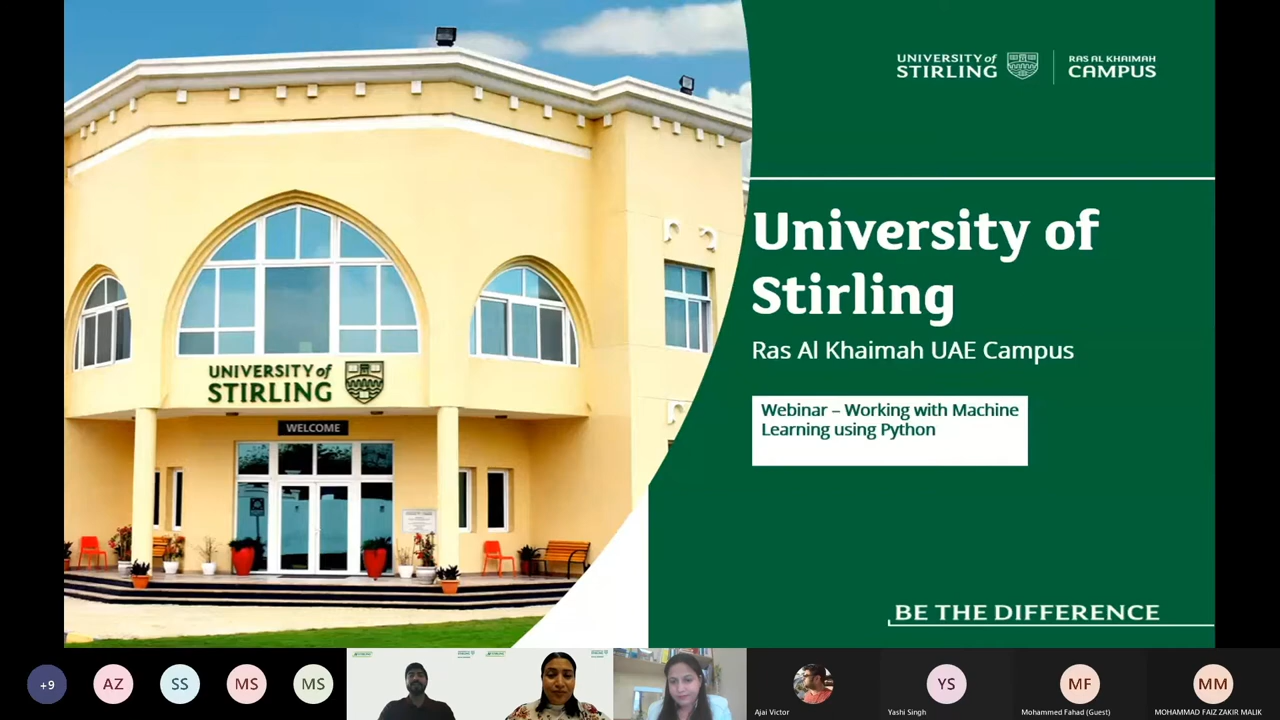 UNIVERSITY of
STIRLING
RAS AL KHAIMAH
CAMPUS
University of
Stirling
Ras Al Khaimah UAE Campus
Webinar – Working with Machine
Learning using Python
UNIVERSITY of
STIRLING
WELCOME
BE THE DIFFERENCE
+9
AZ
SS
MS
MS
Ajai Victor
YS
Yashi Singh
MF
Mohammed Fahad (Guest)
MM
MOHAMMAD FAIZ ZAKIR MALIK